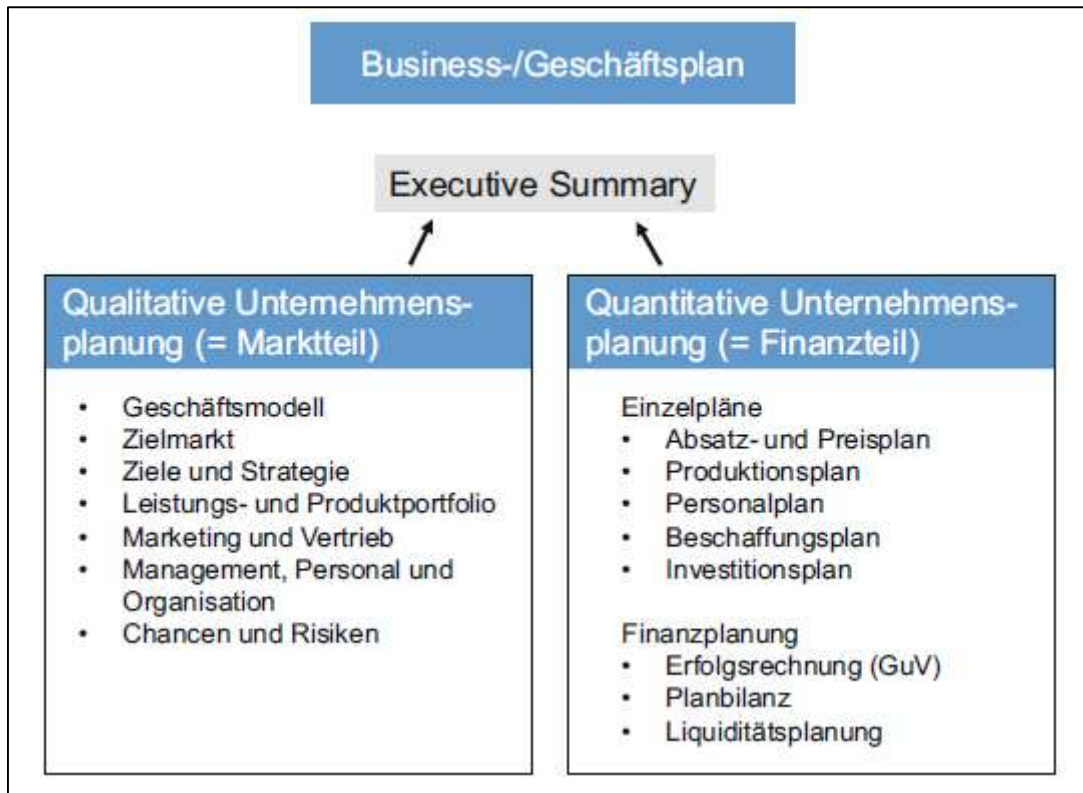 Business-/Geschäftsplan
Executive Summary
Qualitative Unternehmens-
planung (= Marktteil)
• Geschäftsmodell
• Zielmarkt
• Ziele und Strategie
• Leistungs- und Produktportfolio
• Marketing und Vertrieb
• Management, Personal und
Organisation
• Chancen und Risiken
Quantitative Unternehmens-
planung (= Finanzteil)
Einzelpläne
• Absatz- und Preisplan
• Produktionsplan
• Personalplan
• Beschaffungsplan
• Investitionsplan
Finanzplanung
• Erfolgsrechnung (GuV)
• Planbilanz
• Liquiditätsplanung